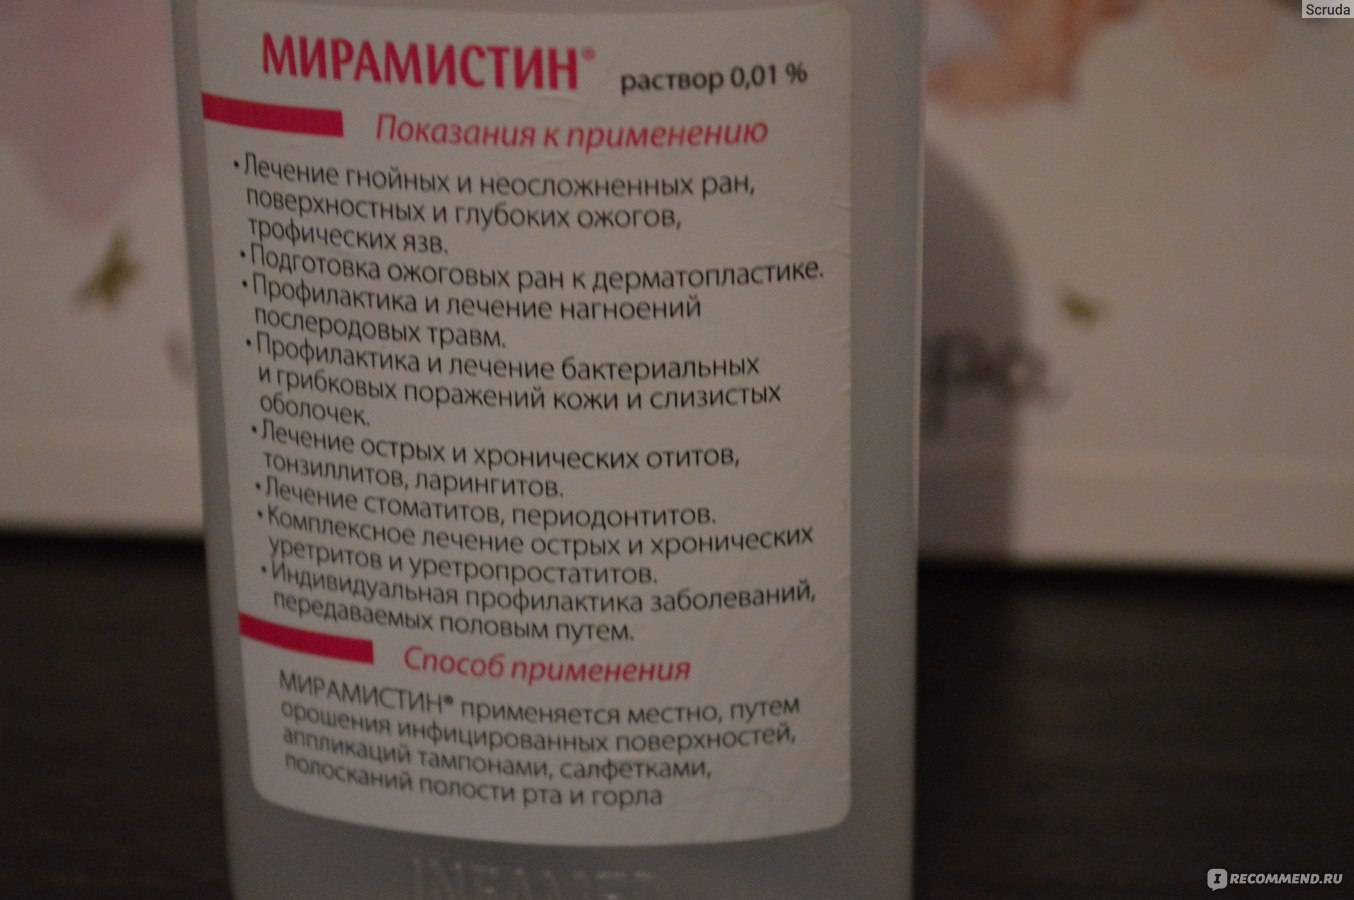 Scruda
МИРАМИСТИН® раствор 0,01 %
Показания к применению
• Лечение гнойных и неосложненных ран,
поверхностных и глубоких ожогов,
трофических язв.
• Подготовка ожоговых ран к дерматопластике.
• Профилактика и лечение нагноений
послеродовых травм.
• Профилактика и лечение бактериальных
и грибковых поражений кожи и слизистых
оболочек.
• Лечение острых и хронических отитов,
тонзиллитов, ларингитов.
• Лечение стоматитов, периодонтитов.
• Комплексное лечение острых и хронических
уретритов и уретропростатитов.
• Индивидуальная профилактика заболеваний,
передаваемых половым путем.
Способ применения
МИРАМИСТИН® применяется местно, путем
орошения инфицированных поверхностей,
аппликаций тампонами, салфетками,
полосканий полости рта и горла
INFAMED
IRECOMMEND.RU